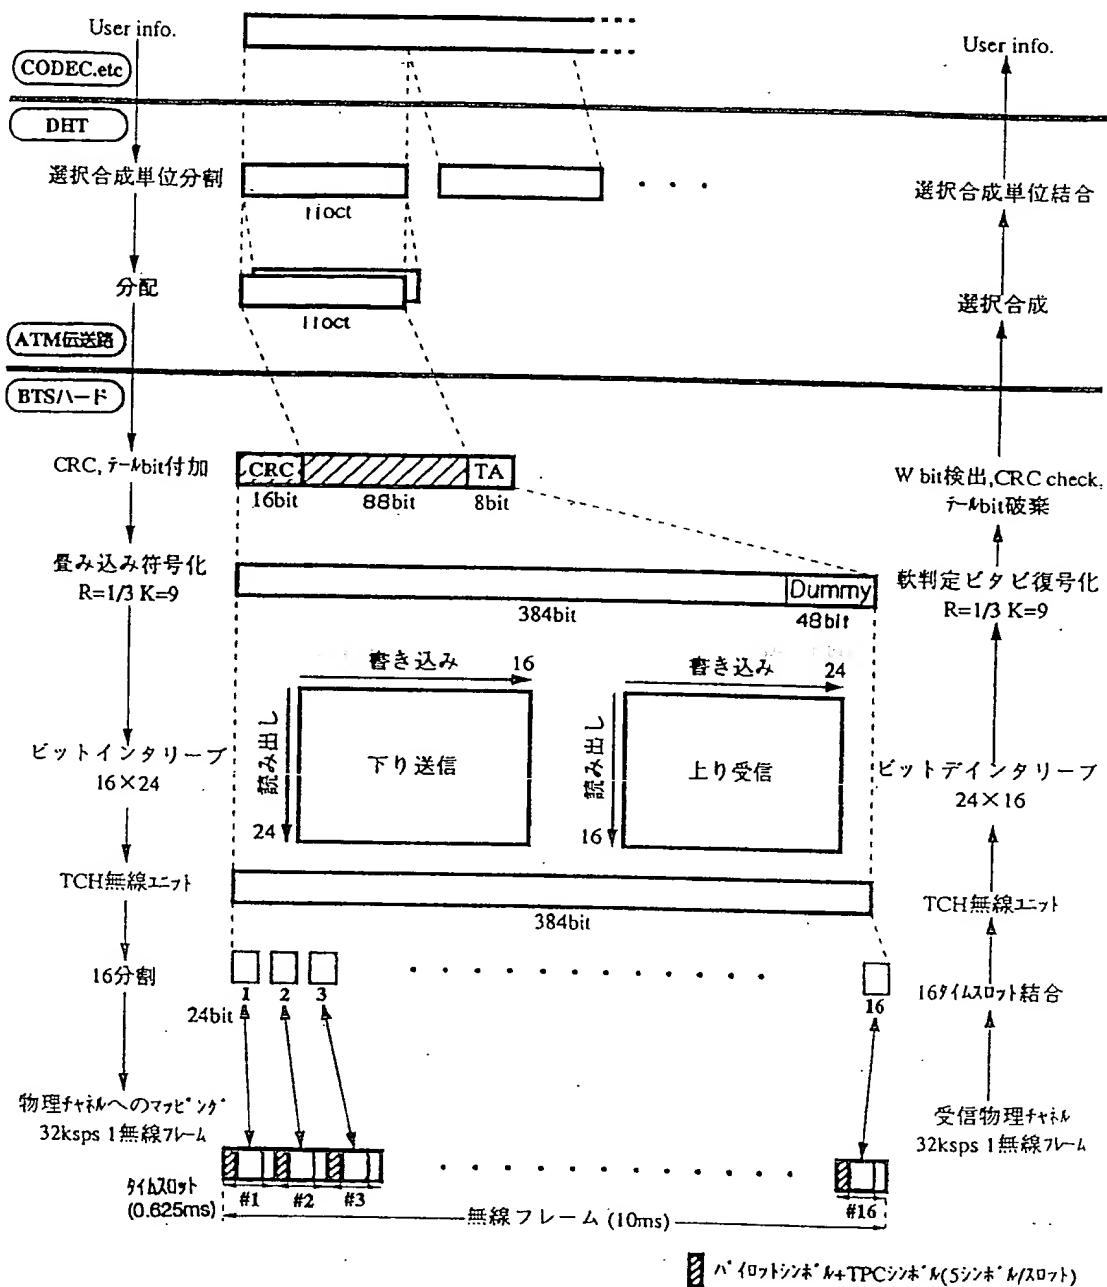 User info.
User info.
CODEC.etc
DHT
選択合成単位分割
11oct
選択合成単位結合
分配
11oct
選択合成
ATM伝送路
BTSハード
CRC, テールbit付加
CRC
TA
16bit
88bit
8bit
W bit検出,CRC check,
テールbit破棄
畳み込み符号化
R=1/3 K=9
Dummy
384bit
48bit
軟判定ビタビ復号化
R=1/3 K=9
書き込み
16
書き込み
24
読み出し
24
下り送信
読み出し
16
上り受信
ビットインタリーブ
16×24
ビットデインタリーブ
24×16
TCH無線ユニット
384bit
TCH無線ユニット
16分割
1
2
3
16
24bit
16タイムスロット結合
物理チャネルへのマッピング
32ksps 1無線フレーム
受信物理チャネル
32ksps 1無線フレーム
タイムスロット
(0.625ms)
#1
#2
#3
#16
無線フレーム (10ms)
パイロットシンボル+TPCシンボル(5シンボル/スロット)